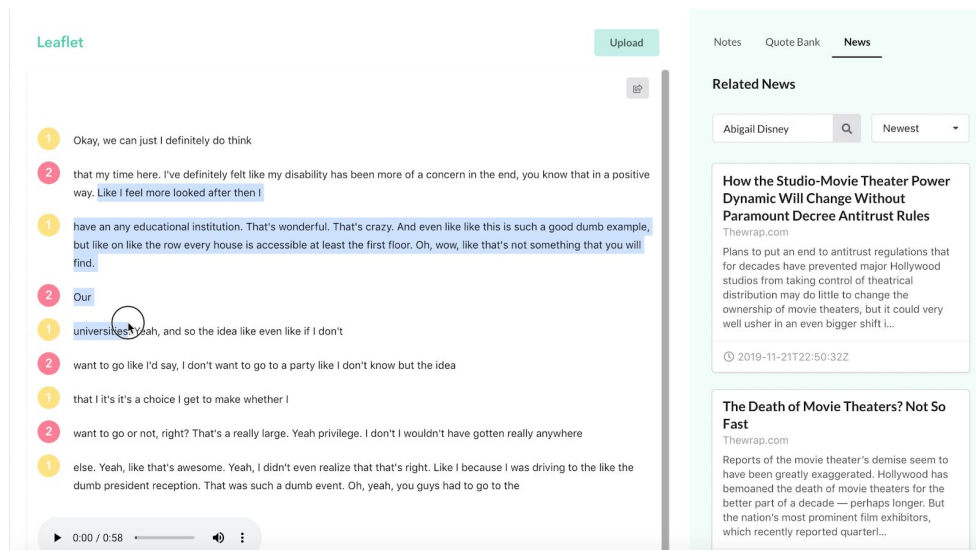 Leaflet
Upload
1
Okay, we can just I definitely do think
2
that my time here. I've definitely felt like my disability has been more of a concern in the end, you know that in a positive
way. Like I feel more looked after then I
1
have an any educational institution. That's wonderful. That's crazy. And even like like this is such a good dumb example,
but like on like the row every house is accessible at least the first floor. Oh, wow, like that's not something that you will
find.
2
Our
1
universities. Yeah, and so the idea like even like if I don't
2
want to go like I'd say, I don't want to go to a party like I don't know but the idea
1
that I it's it's a choice I get to make whether I
2
want to go or not, right? That's a really large. Yeah privilege. I don't I wouldn't have gotten really anywhere
1
else. Yeah, like that's awesome. Yeah, I didn't even realize that that's right. Like I because I was driving to the like the
dumb president reception. That was such a dumb event. Oh, yeah, you guys had to go to the
0:00 / 0:58
Notes Quote Bank News
Related News
Abigail Disney Newest
How the Studio-Movie Theater Power
Dynamic Will Change Without
Paramount Decree Antitrust Rules
Thewrap.com
Plans to put an end to antitrust regulations that
for decades have prevented major Hollywood
studios from taking control of theatrical
distribution may do little to change the
ownership of movie theaters, but it could very
well usher in an even bigger shift i...
2019-11-21T22:50:32Z
The Death of Movie Theaters? Not So
Fast
Thewrap.com
Reports of the movie theater's demise seem to
have been greatly exaggerated. Hollywood has
bemoaned the death of movie theaters for the
better part of a decade — perhaps longer. But
the nation's most prominent film exhibitors,
which recently reported quarterl...